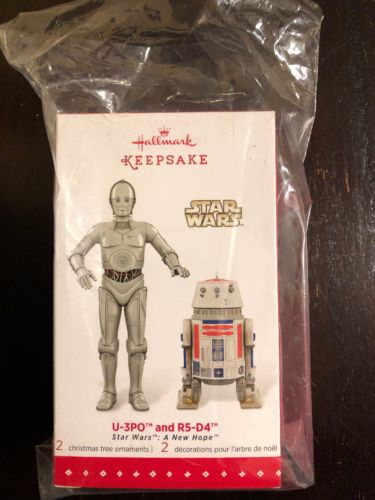 Hallmark
KEEPSAKE
STAR
WARS™
U-3PO™ and R5-D4™
Star Wars™: A New Hope™
2 christmas tree ornaments | 2 décorations pour l'arbre de noël